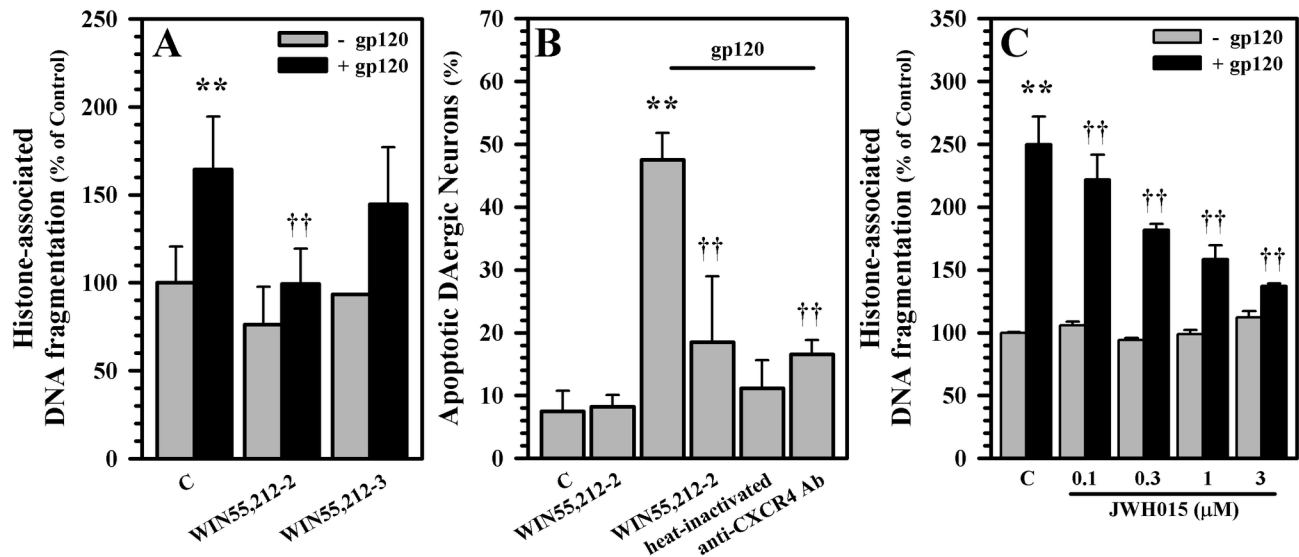 A
- gp120
+ gp120
**
††
250
200
150
100
50
0
Histone-associated
DNA fragmentation (% of Control)
C
WIN55,212-2
WIN55,212-3
B
gp120
**
††
††
70
60
50
40
30
20
10
0
Apoptotic DAergic Neurons (%)
C
WIN55,212-2
WIN55,212-2
heat-inactivated
anti-CXCR4 Ab
C
- gp120
+ gp120
**
††
††
††
††
350
300
250
200
150
100
50
0
Histone-associated
DNA fragmentation (% of Control)
C 0.1 0.3 1 3
JWH015 (μM)